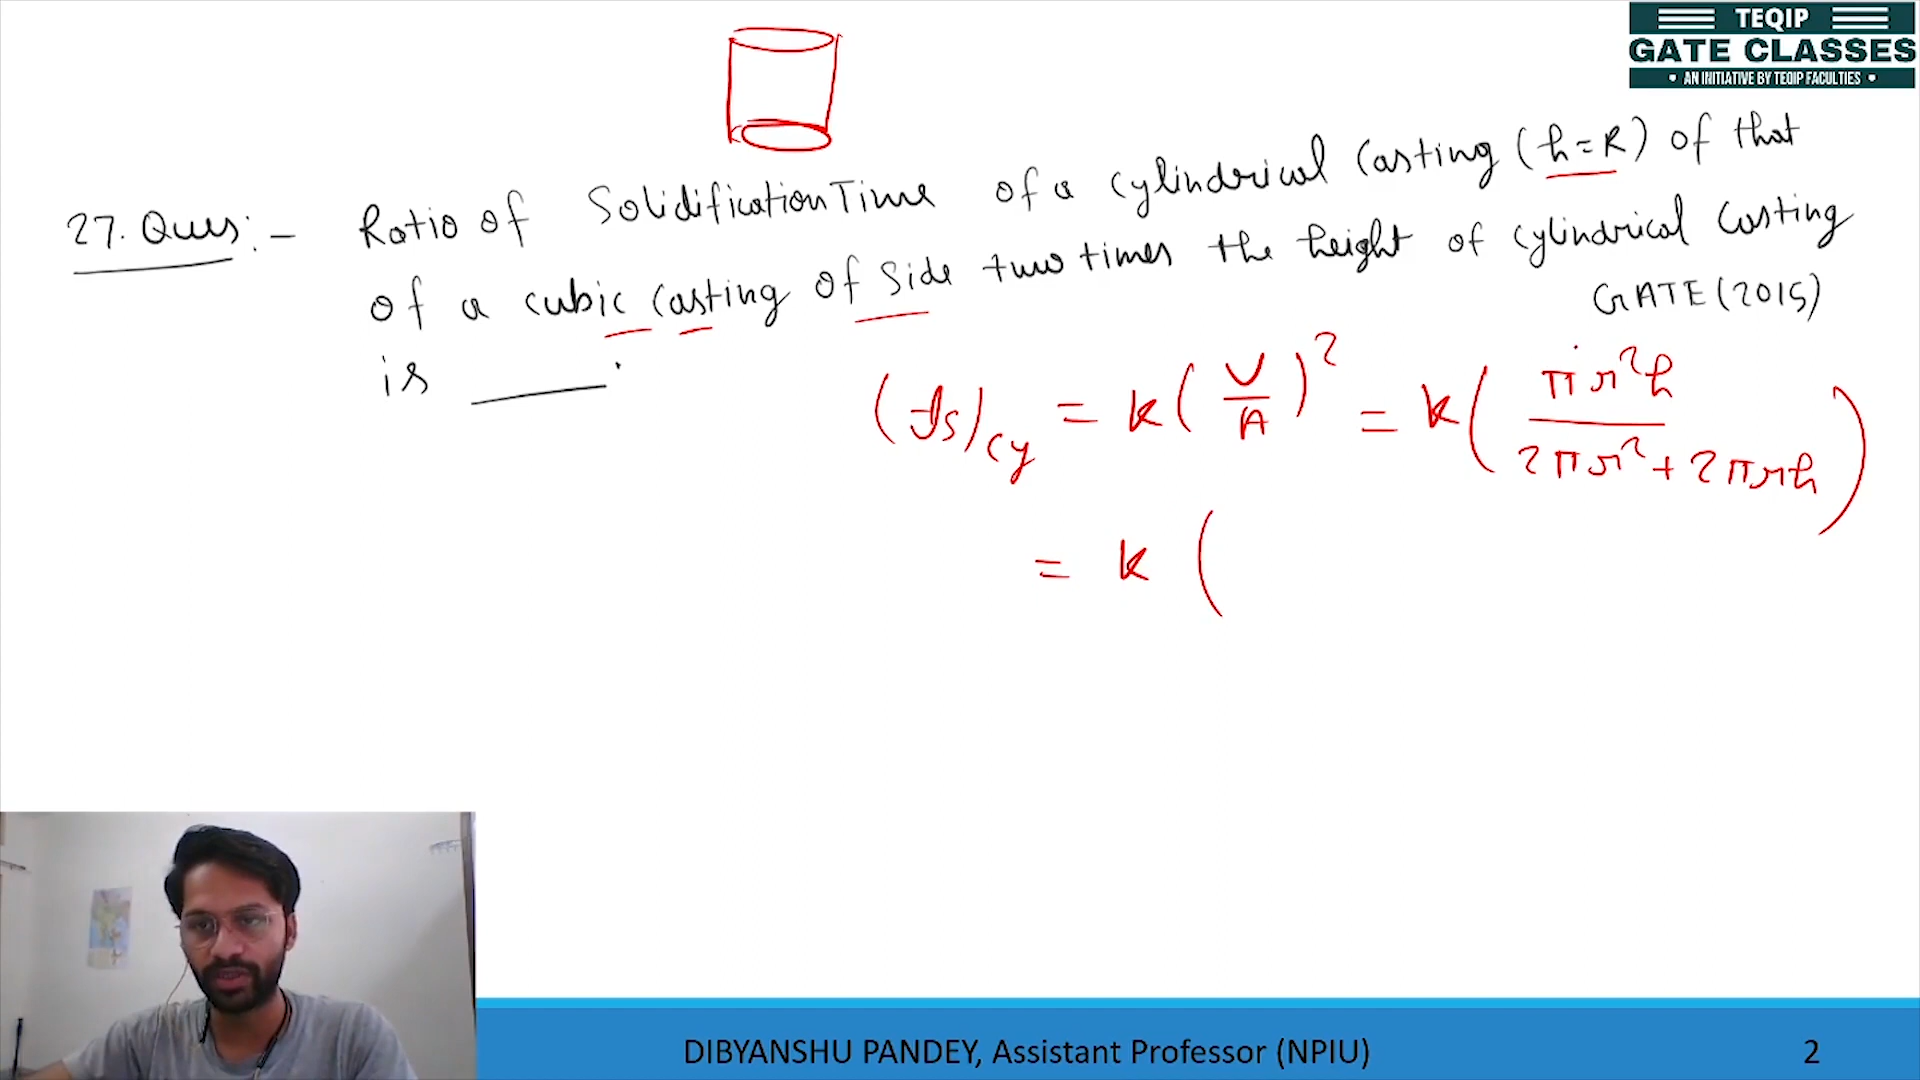 TEQIP
GATE CLASSES
• AN INITIATIVE BY TEQIP FACULTIES •
27. Ques:- Ratio of Solidification Time of a cylindrical Casting (h=R) of that
of a cubic casting of side two times the height of cylindrical casting
is _____.
GATE (2015)
(ts)cy = k(V/A)² = k(πr²h / 2πr²+2πrh)
= k (
DIBYANSHU PANDEY, Assistant Professor (NPIU)
2